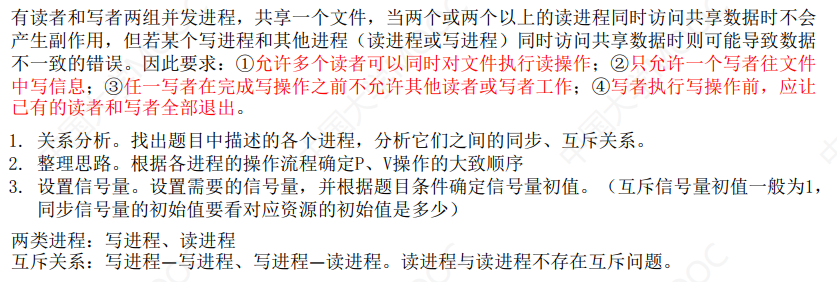 有读者和写者两组并发进程，共享一个文件，当两个或两个以上的读进程同时访问共享数据时不会
产生副作用，但若某个写进程和其他进程（读进程或写进程）同时访问共享数据时则可能导致数据
不一致的错误。因此要求：①允许多个读者可以同时对文件执行读操作；②只允许一个写者往文件
中写信息；③任一写者在完成写操作之前不允许其他读者或写者工作；④写者执行写操作前，应让
已有的读者和写者全部退出。
1. 关系分析。找出题目中描述的各个进程，分析它们之间的同步、互斥关系。
2. 整理思路。根据各进程的操作流程确定P、V操作的大致顺序
3. 设置信号量。设置需要的信号量，并根据题目条件确定信号量初值。（互斥信号量初值一般为1，
同步信号量的初始值要看对应资源的初始值是多少）
两类进程：写进程、读进程
互斥关系：写进程—写进程、写进程—读进程。读进程与读进程不存在互斥问题。